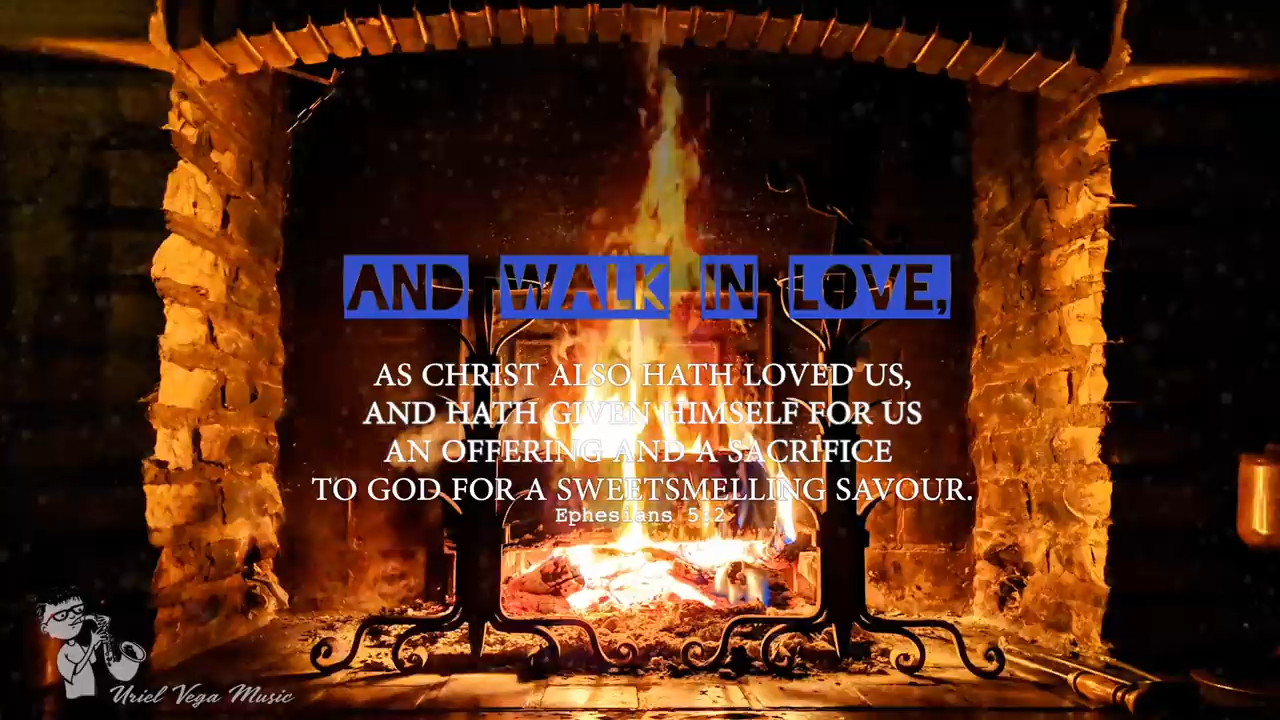 AND WALK IN LOVE,
AS CHRIST ALSO HATH LOVED US,
AND HATH GIVEN HIMSELF FOR US
AN OFFERING AND A SACRIFICE
TO GOD FOR A SWEETSMELLING SAVOUR.
Ephesians 5:2
Uriel Vega Music